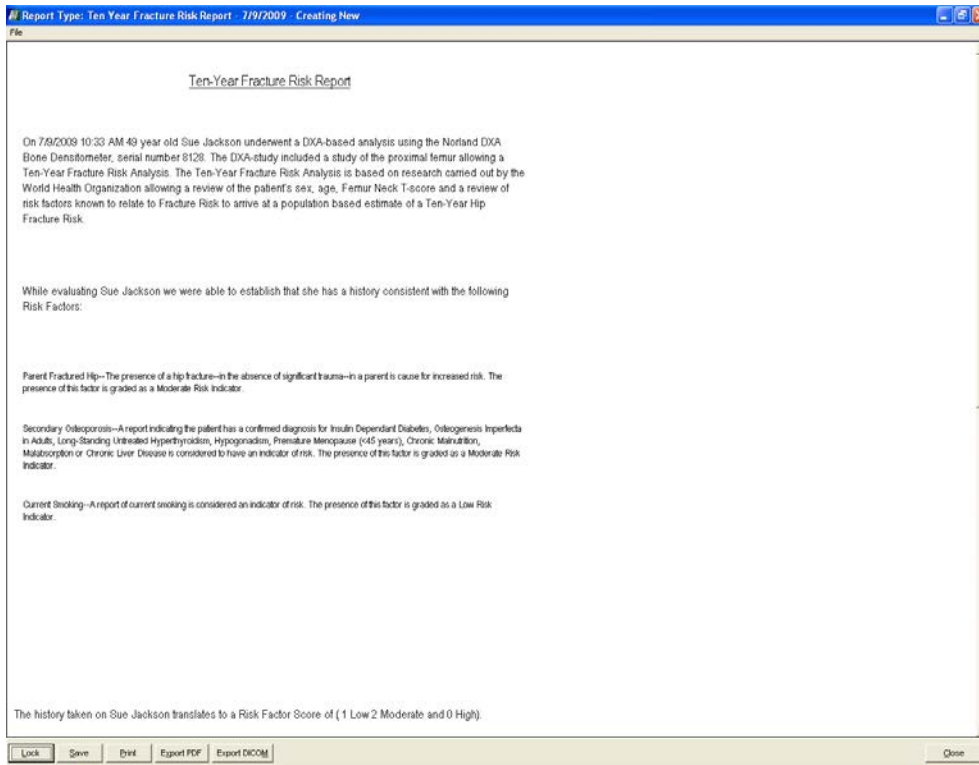 Report Type: Ten Year Fracture Risk Report - 7/9/2009 - Creating New
File
Ten-Year Fracture Risk Report
On 7/9/2009 10:33 AM 49 year old Sue Jackson underwent a DXA-based analysis using the Norland DXA
Bone Densitometer, serial number 8128. The DXA-study included a study of the proximal femur allowing a
Ten-Year Fracture Risk Analysis. The Ten-Year Fracture Risk Analysis is based on research carried out by the
World Health Organization allowing a review of the patient's sex, age, Femur Neck T-score and a review of
risk factors known to relate to Fracture Risk to arrive at a population based estimate of a Ten-Year Hip
Fracture Risk.
While evaluating Sue Jackson we were able to establish that she has a history consistent with the following
Risk Factors:
Parent Fractured Hip--The presence of a hip fracture--in the absence of significant trauma--in a parent is cause for increased risk. The
presence of this factor is graded as a Moderate Risk Indicator.
Secondary Osteoporosis--A report indicating the patient has a confirmed diagnosis for Insulin Dependant Diabetes, Osteogenesis Imperfecta
in Adults, Long-Standing Untreated Hyperthyroidism, Hypogonadism, Premature Menopause (<45 years), Chronic Malnutrition,
Malabsorption or Chronic Liver Disease is considered to have an indicator of risk. The presence of this factor is graded as a Moderate Risk
Indicator.
Current Smoking--A report of current smoking is considered an indicator of risk. The presence of this factor is graded as a Low Risk
Indicator.
The history taken on Sue Jackson translates to a Risk Factor Score of ( 1 Low 2 Moderate and 0 High).
Lock Save Print Export PDF Export DICOM Close